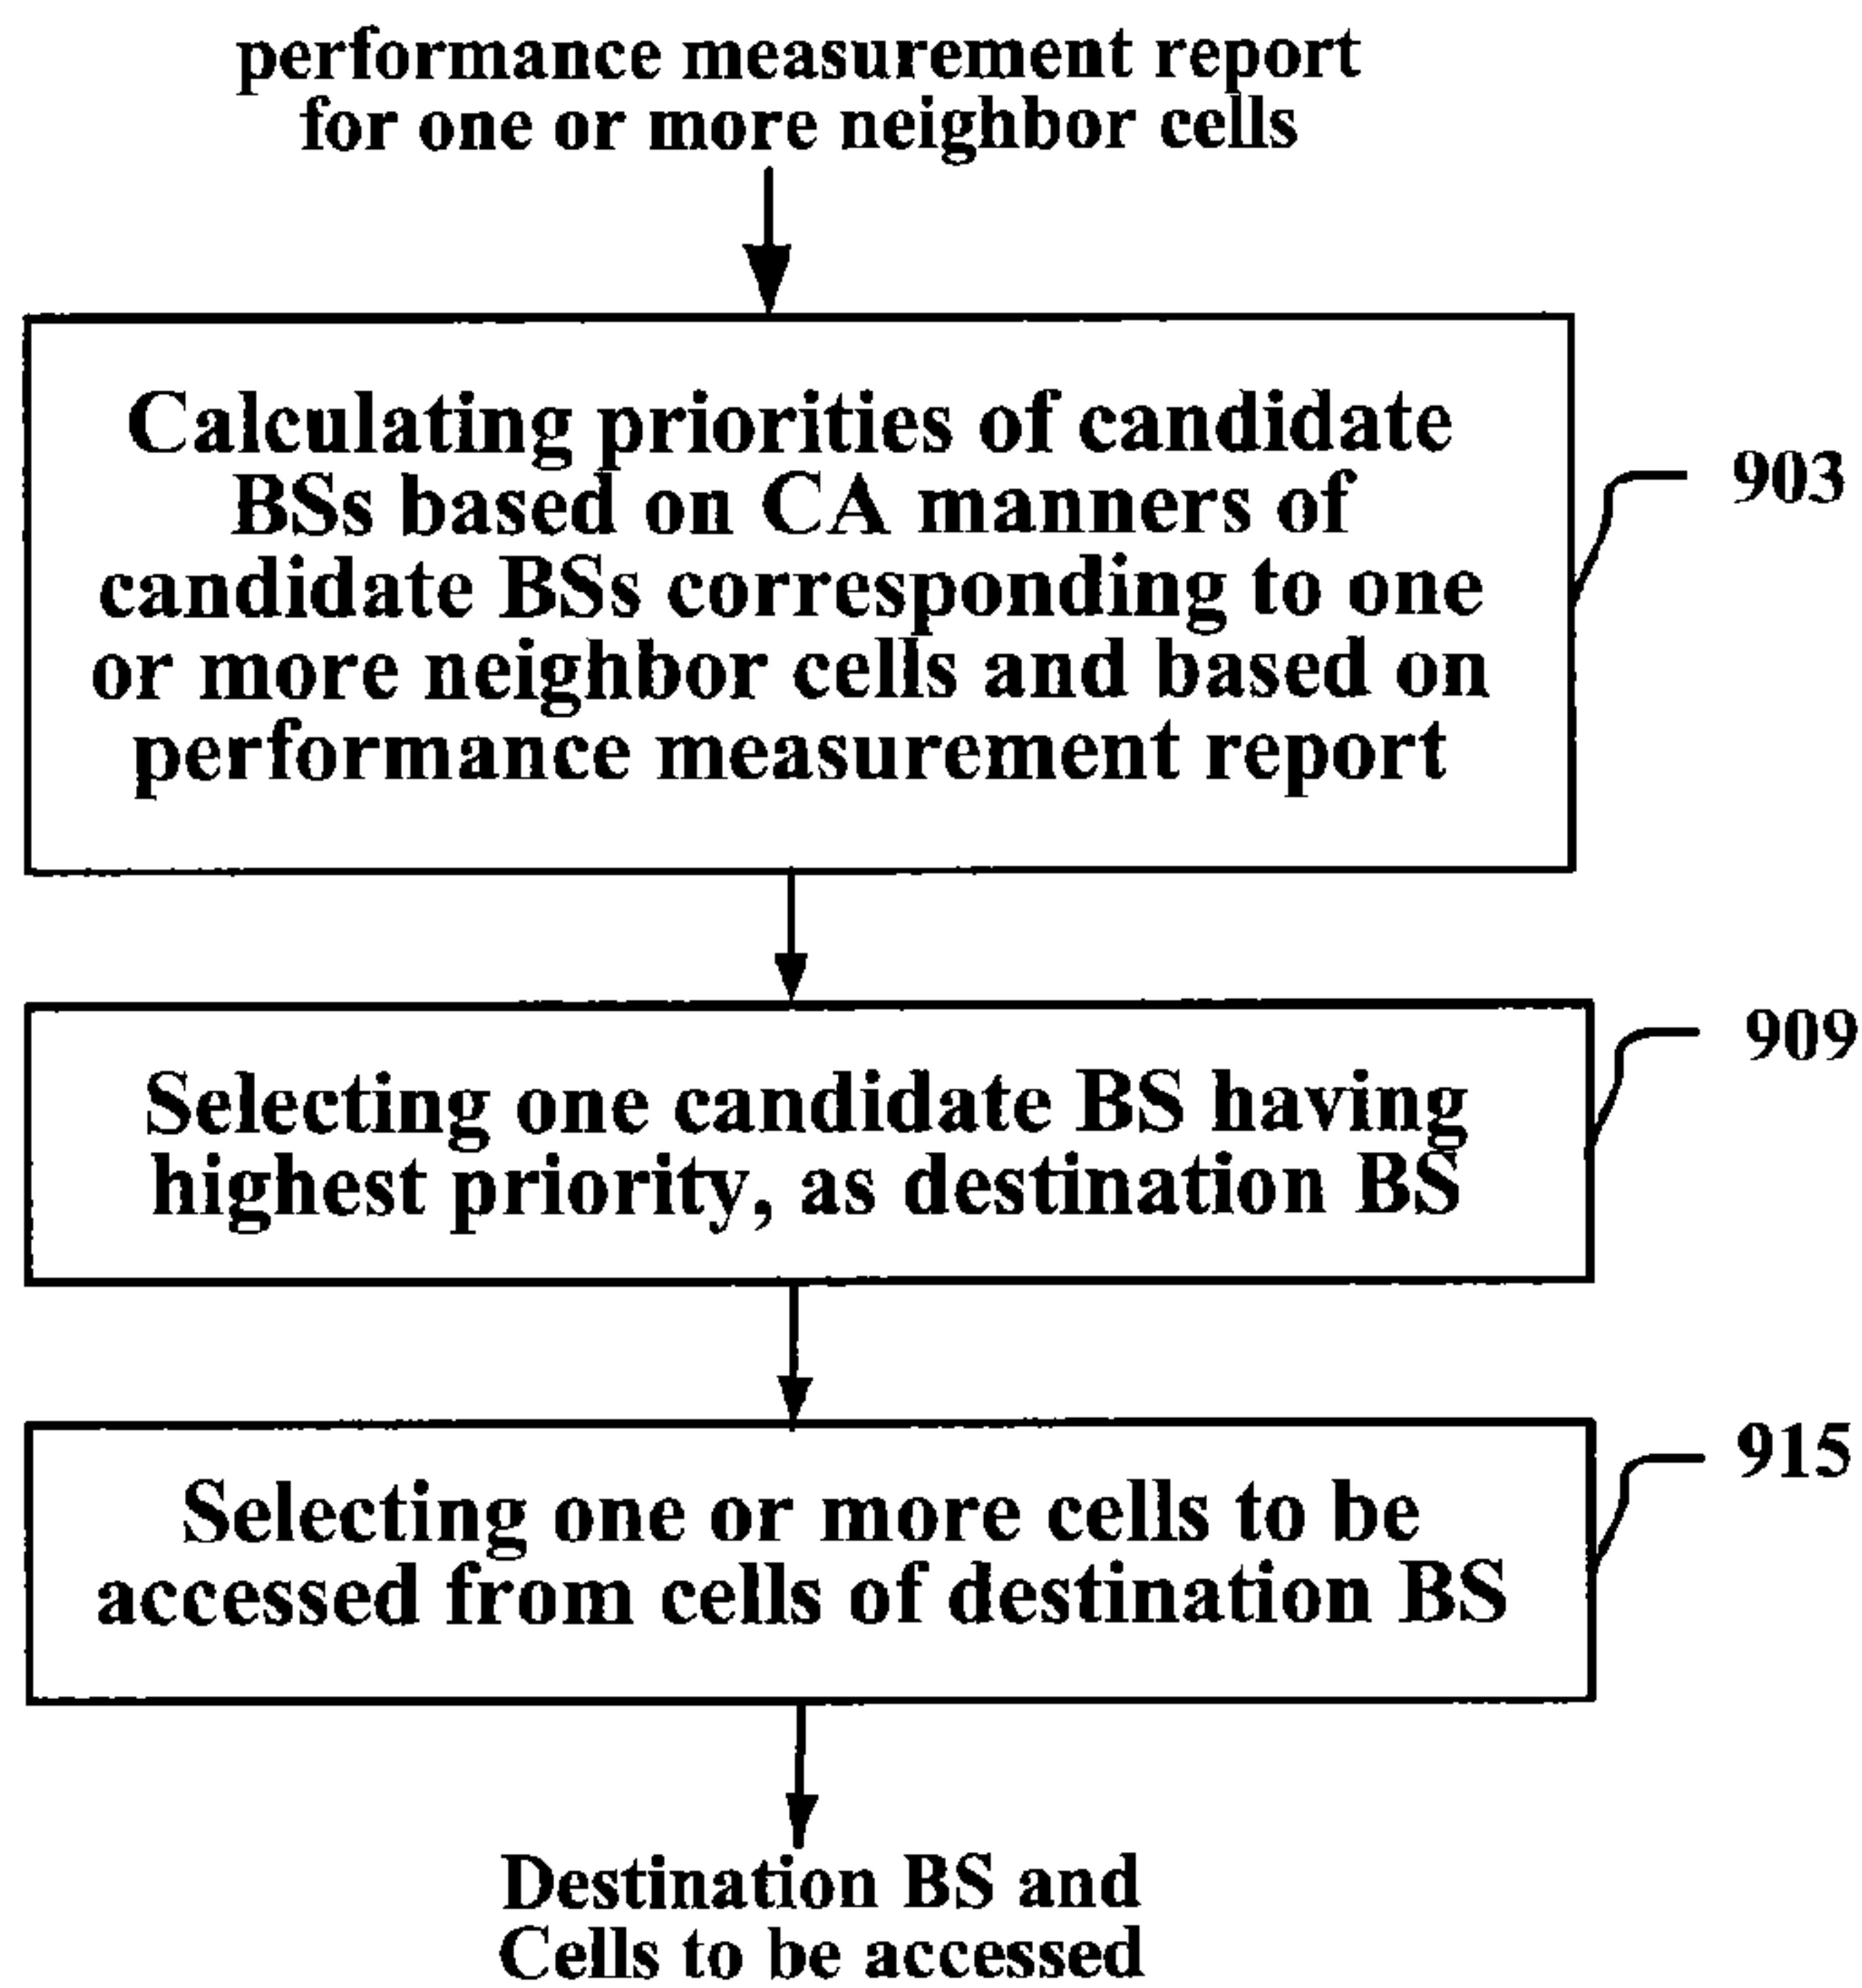 performance measurement report
for one or more neighbor cells
Calculating priorities of candidate
BSs based on CA manners of
candidate BSs corresponding to one
or more neighbor cells and based on
performance measurement report
903
Selecting one candidate BS having
highest priority, as destination BS
909
Selecting one or more cells to be
accessed from cells of destination BS
915
Destination BS and
Cells to be accessed